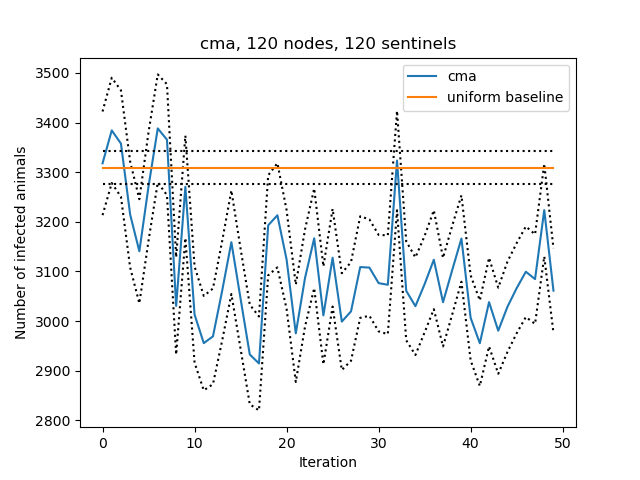 cma, 120 nodes, 120 sentinels
cma
uniform baseline
Number of infected animals
3500
3400
3300
3200
3100
3000
2900
2800
0 10 20 30 40 50
Iteration